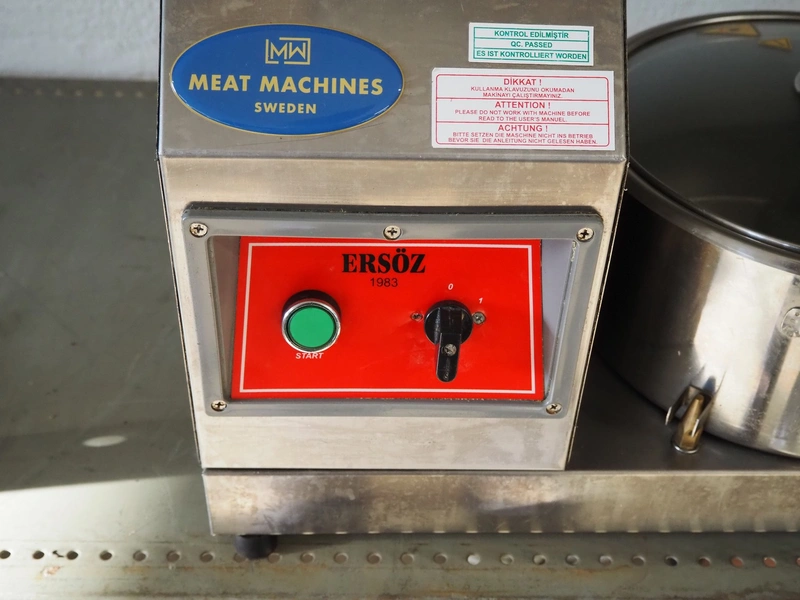 MW
MEAT MACHINES
SWEDEN
KONTROL EDİLMİŞTİR
QC. PASSED
ES IST KONTROLLIERT WORDEN
DİKKAT !
KULLANMA KLAVUZUNU OKUMADAN
MAKİNAYI ÇALIŞTIRMAYINIZ.
ATTENTION !
PLEASE DO NOT WORK WITH MACHINE BEFORE
READ TO THE USER'S MANUEL.
ACHTUNG !
BITTE SETZEN DIE MASCHINE NICHT INS BETRIEB
BEVOR SIE DIE ANLEITUNG NICHT GELESEN HABEN.
ERSÖZ
1983
0
1
START